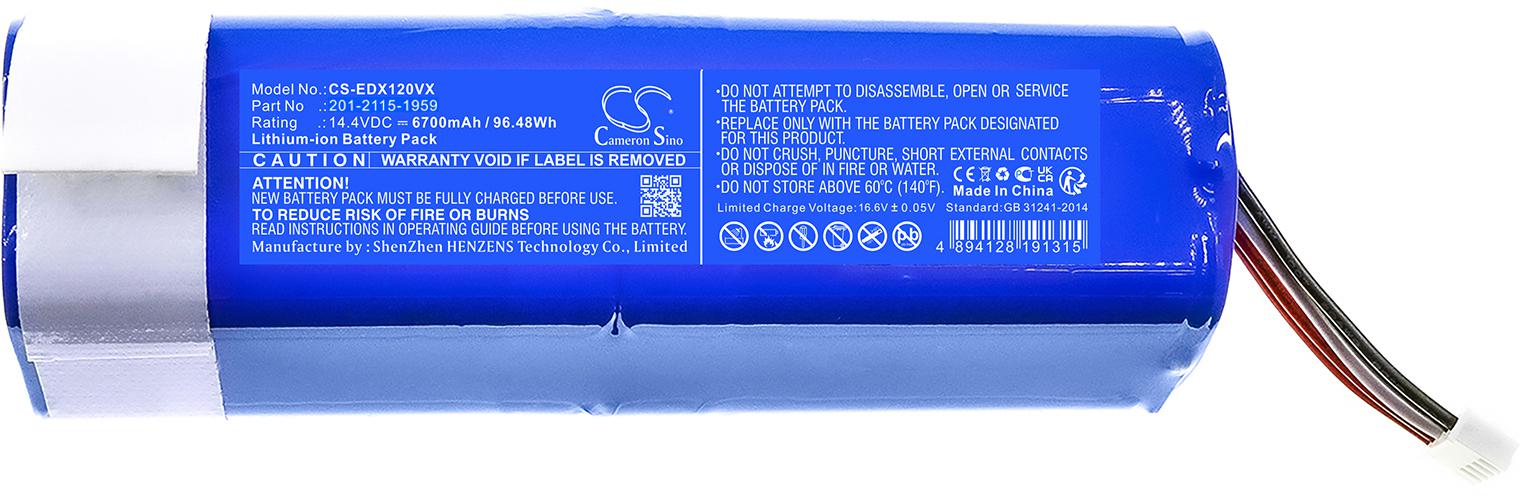 Model No.:CS-EDX120VX
Part No .:201-2115-1959
Rating .:14.4VDC ⎓ 6700mAh / 96.48Wh
Lithium-ion Battery Pack
CS
Cameron Sino
CAUTION WARRANTY VOID IF LABEL IS REMOVED
ATTENTION!
NEW BATTERY PACK MUST BE FULLY CHARGED BEFORE USE.
TO REDUCE RISK OF FIRE OR BURNS
READ INSTRUCTIONS IN OPERATING GUIDE BEFORE USING THE BATTERY.
Manufacture by : ShenZhen HENZENS Technology Co., Limited
•DO NOT ATTEMPT TO DISASSEMBLE, OPEN OR SERVICE
THE BATTERY PACK.
•REPLACE ONLY WITH THE BATTERY PACK DESIGNATED
FOR THIS PRODUCT.
•DO NOT CRUSH, PUNCTURE, SHORT EXTERNAL CONTACTS
OR DISPOSE OF IN FIRE OR WATER.
•DO NOT STORE ABOVE 60°C (140°F).
CE UKCA
Made In China
Limited Charge Voltage:16.6V ± 0.05V Standard:GB 31241-2014
pb
4 894128 191315